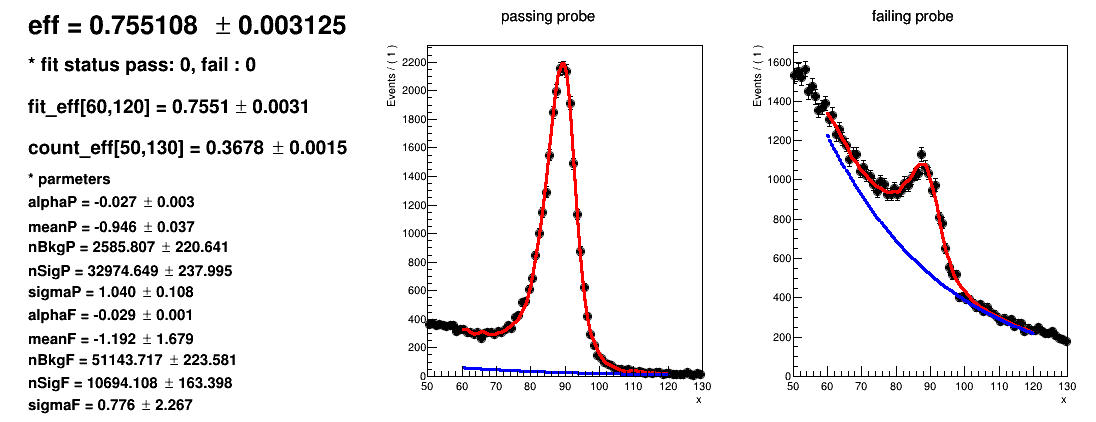 eff = 0.755108 ± 0.003125
* fit status pass: 0, fail : 0
fit_eff[60,120] = 0.7551 ± 0.0031
count_eff[50,130] = 0.3678 ± 0.0015
* parmeters
alphaP = -0.027 ± 0.003
meanP = -0.946 ± 0.037
nBkgP = 2585.807 ± 220.641
nSigP = 32974.649 ± 237.995
sigmaP = 1.040 ± 0.108
alphaF = -0.029 ± 0.001
meanF = -1.192 ± 1.679
nBkgF = 51143.717 ± 223.581
nSigF = 10694.108 ± 163.398
sigmaF = 0.776 ± 2.267
passing probe
Events / ( 1 )
2200
2000
1800
1600
1400
1200
1000
800
600
400
200
0
50 60 70 80 90 100 110 120 130
x
failing probe
Events / ( 1 )
1600
1400
1200
1000
800
600
400
200
0
50 60 70 80 90 100 110 120 130
x